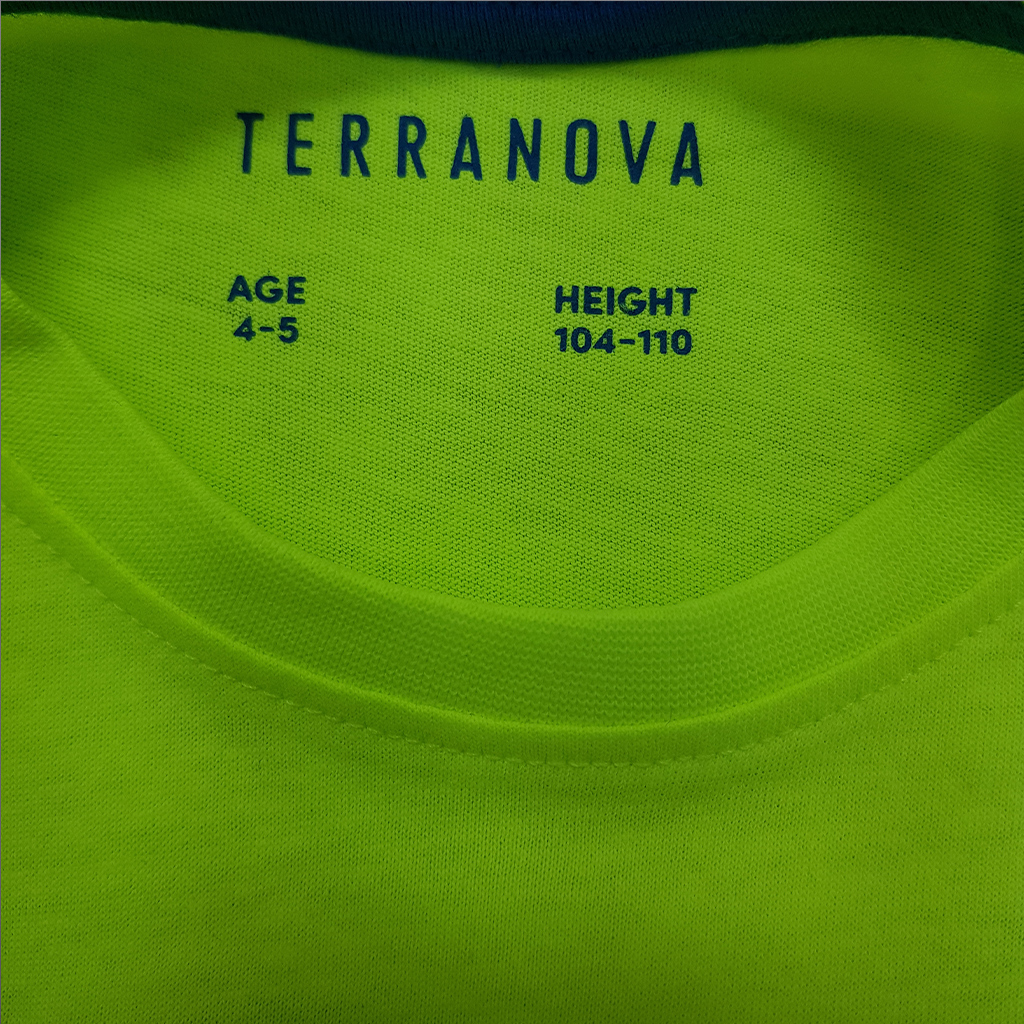 TERRANOVA
AGE HEIGHT
4-5 104-110